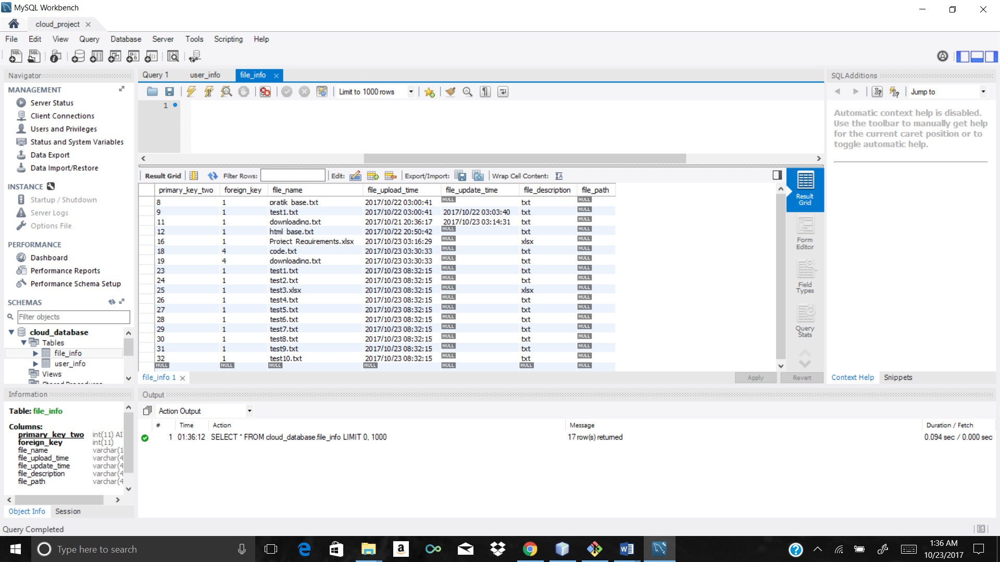 MySQL Workbench
cloud_project
File Edit View Query Database Server Tools Scripting Help
Navigator
MANAGEMENT
Server Status
Client Connections
Users and Privileges
Status and System Variables
Data Export
Data Import/Restore
INSTANCE
Startup / Shutdown
Server Logs
Options File
PERFORMANCE
Dashboard
Performance Reports
Performance Schema Setup
SCHEMAS
Filter objects
cloud_database
Tables
file_info
user_info
Views
Stored Procedures
Information
Table: file_info
Columns:
primary_key_two int(11) AI
foreign_key int(11)
file_name varchar(1
file_upload_time varchar(4
file_update_time varchar(4
file_description varchar(4
file_path varchar(4
Object Info Session
Query 1 user_info file_info
Limit to 1000 rows
1
Result Grid Filter Rows: Edit: Export/Import: Wrap Cell Content:
primary_key_two foreign_key file_name file_upload_time file_update_time file_description file_path
8 1 pratik_base.txt 2017/10/22 03:00:41 NULL txt NULL
9 1 test1.txt 2017/10/22 03:00:41 2017/10/22 03:03:40 txt NULL
11 1 downloading.txt 2017/10/21 20:36:17 2017/10/23 03:14:31 txt NULL
12 1 html_base.txt 2017/10/22 20:50:42 NULL txt NULL
16 1 Project_Requirements.xlsx 2017/10/23 03:16:29 NULL xlsx NULL
18 4 code.txt 2017/10/23 03:30:33 NULL txt NULL
19 4 downloading.txt 2017/10/23 03:30:33 NULL txt NULL
23 1 test1.txt 2017/10/23 08:32:15 NULL txt NULL
24 1 test2.txt 2017/10/23 08:32:15 NULL txt NULL
25 1 test3.xlsx 2017/10/23 08:32:15 NULL xlsx NULL
26 1 test4.txt 2017/10/23 08:32:15 NULL txt NULL
27 1 test5.txt 2017/10/23 08:32:15 NULL txt NULL
28 1 test6.txt 2017/10/23 08:32:15 NULL txt NULL
29 1 test7.txt 2017/10/23 08:32:15 NULL txt NULL
30 1 test8.txt 2017/10/23 08:32:15 NULL txt NULL
31 1 test9.txt 2017/10/23 08:32:15 NULL txt NULL
32 1 test10.txt 2017/10/23 08:32:15 NULL txt NULL
NULL NULL NULL NULL NULL NULL NULL
file_info 1
Apply Revert
Result
Grid
Form
Editor
Field
Types
Query
Stats
SQLAdditions
Jump to
Automatic context help is disabled.
Use the toolbar to manually get help
for the current caret position or to
toggle automatic help.
Context Help Snippets
Output
Action Output
# Time Action Message Duration / Fetch
1 01:36:12 SELECT * FROM cloud_database.file_info LIMIT 0, 1000 17 row(s) returned 0.094 sec / 0.000 sec
Query Completed
Type here to search
1:36 AM
10/23/2017